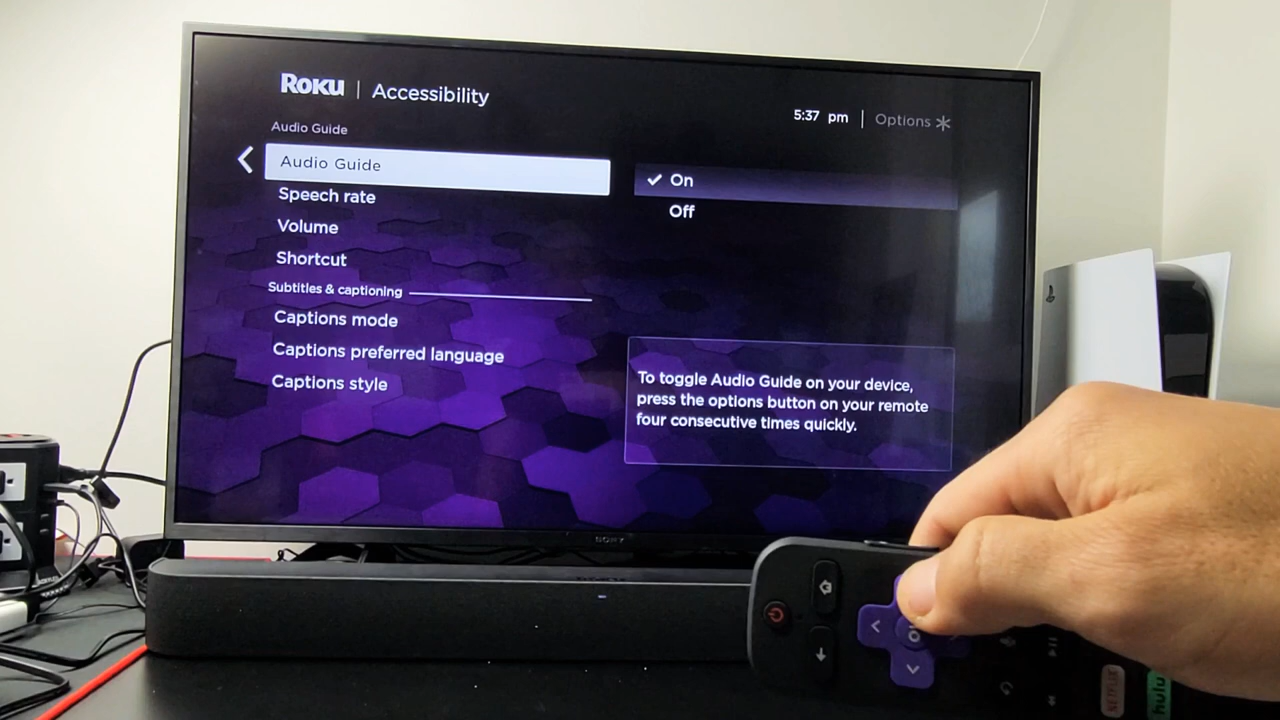 Roku | Accessibility
5:37 pm | Options
Audio Guide
Audio Guide
Speech rate
Volume
Shortcut
Subtitles & captioning
Captions mode
Captions preferred language
Captions style
On
Off
To toggle Audio Guide on your device,
press the options button on your remote
four consecutive times quickly.
SONY
NETFLIX
hulu